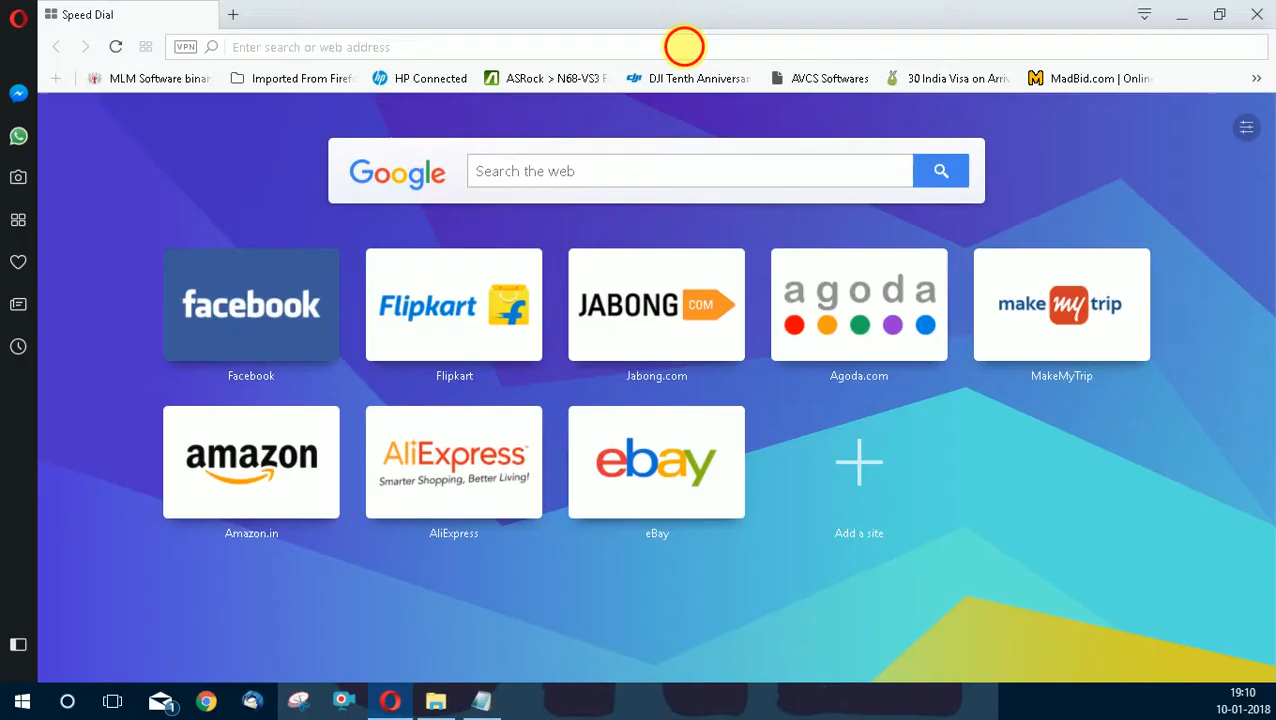 Speed Dial
VPN Enter search or web address
MLM Software binar Imported From Firef HP Connected ASRock > N68-VS3 F DJI Tenth Anniversar AVCS Softwares 30 India Visa on Arriv MadBid.com | Online
Google Search the web
facebook Flipkart JABONG COM agoda make my trip
Facebook Flipkart Jabong.com Agoda.com MakeMyTrip
amazon AliExpress ebay
Smarter Shopping, Better Living!
Amazon.in AliExpress eBay Add a site
1
19:10
10-01-2018